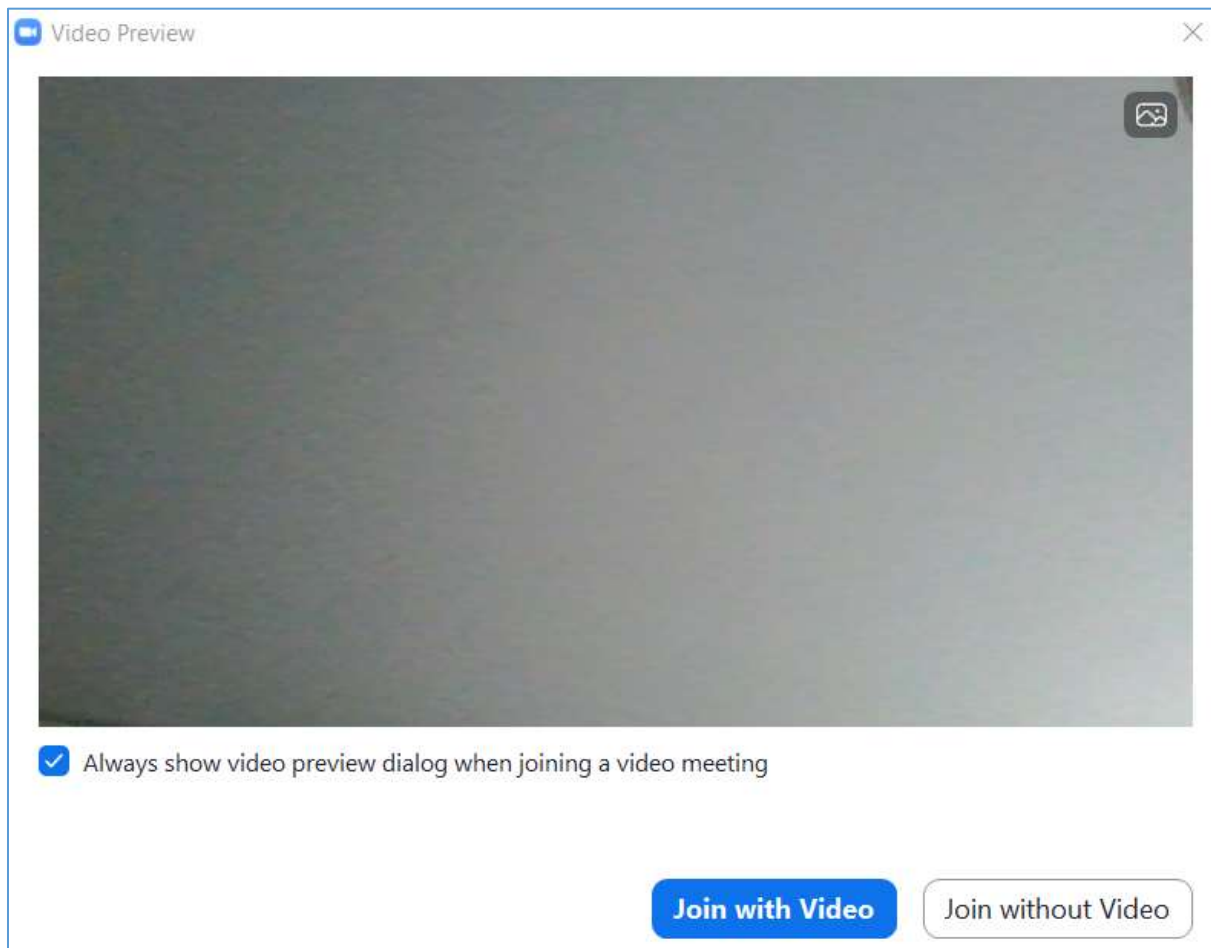 Video Preview
Always show video preview dialog when joining a video meeting
Join with Video
Join without Video